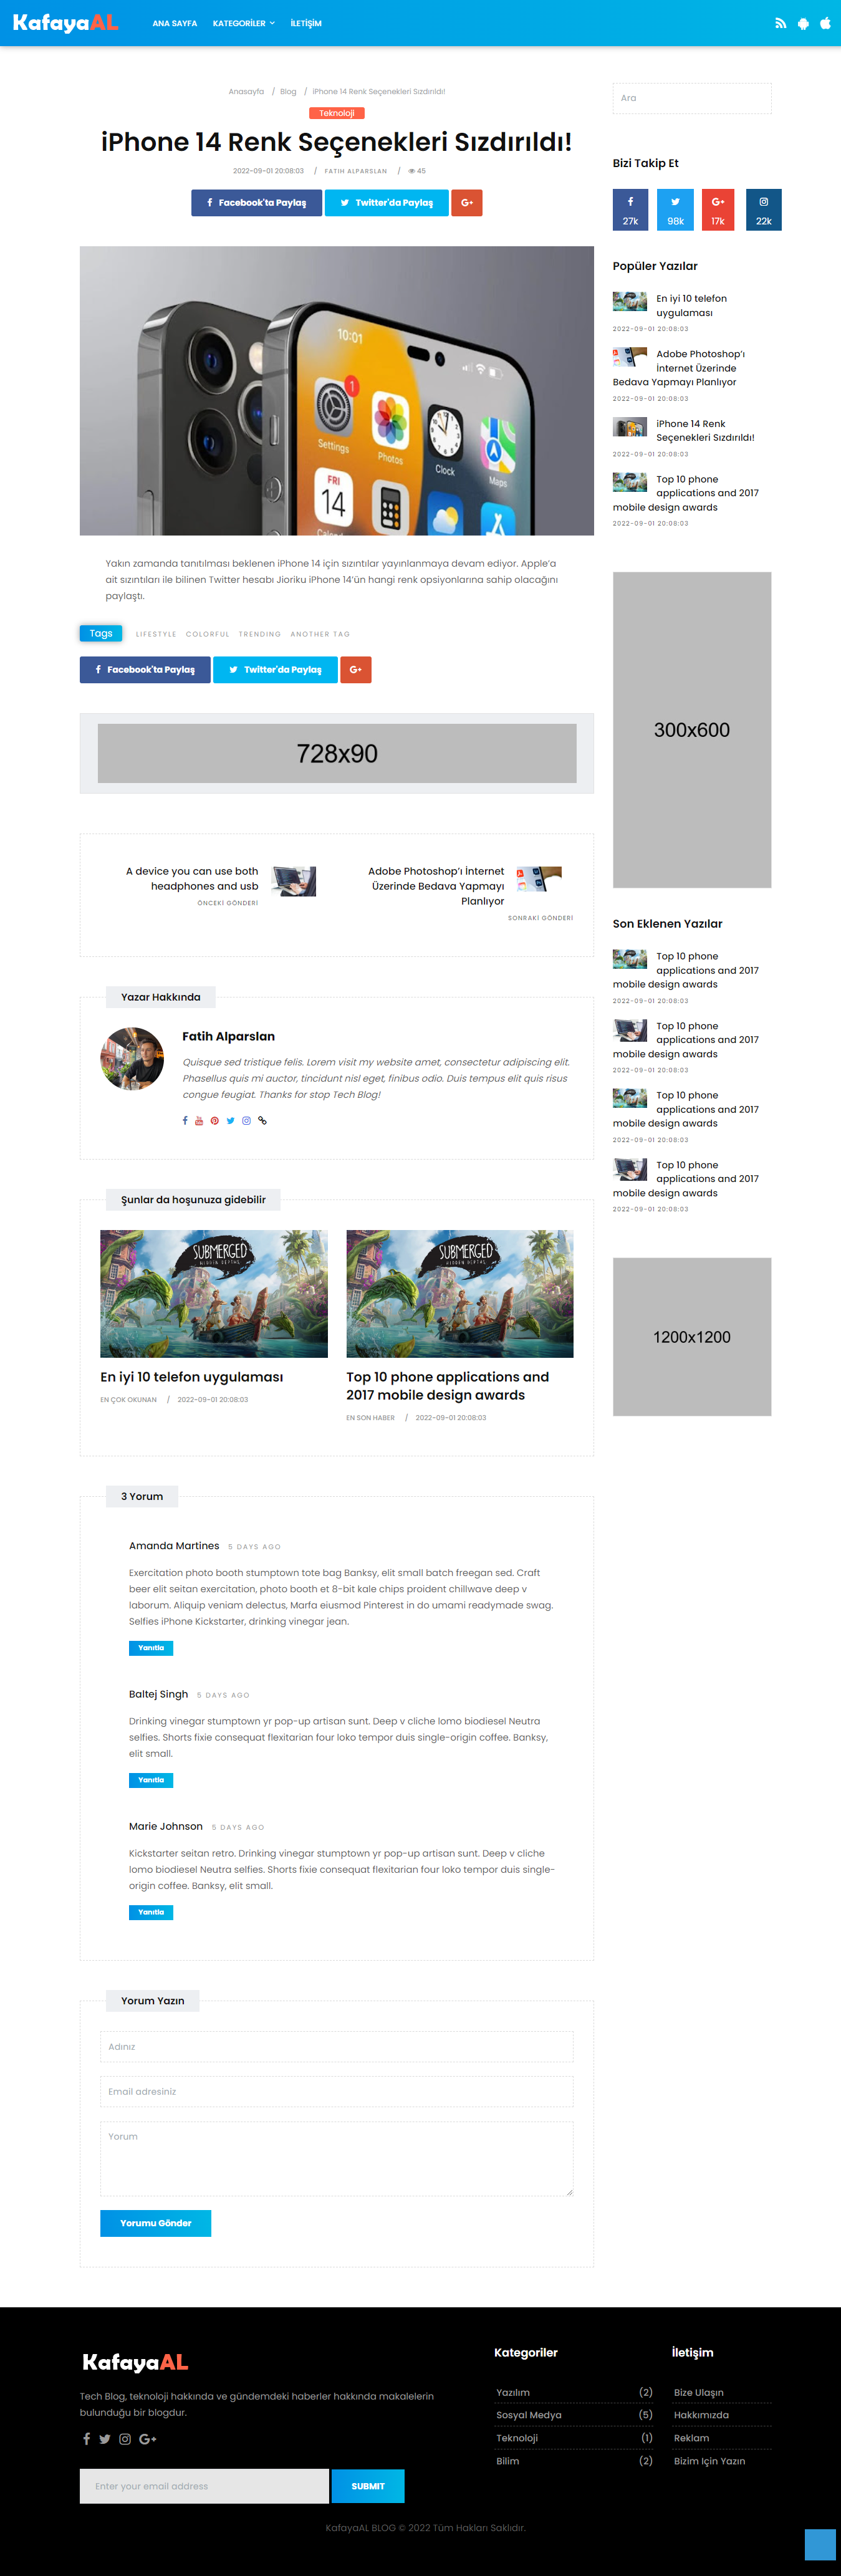 KafayaAL
ANA SAYFA
KATEGORİLER
İLETİŞİM
Anasayfa / Blog / iPhone 14 Renk Seçenekleri Sızdırıldı!
Teknoloji
iPhone 14 Renk Seçenekleri Sızdırıldı!
2022-09-01 20:08:03 / FATIH ALPARSLAN / 45
Facebook'ta Paylaş
Twitter'da Paylaş
G+
10:01
1
Settings
Photos
Clock
Maps
FRI
14
Yakın zamanda tanıtılması beklenen iPhone 14 için sızıntılar yayınlanmaya devam ediyor. Apple'a
ait sızıntıları ile bilinen Twitter hesabı Jioriku iPhone 14'ün hangi renk opsiyonlarına sahip olacağını
paylaştı.
Tags
LIFESTYLE COLORFUL TRENDING ANOTHER TAG
Facebook'ta Paylaş
Twitter'da Paylaş
G+
728x90
A device you can use both
headphones and usb
ÖNCEKİ GÖNDERİ
Adobe Photoshop'ı İnternet
Üzerinde Bedava Yapmayı
Planlıyor
SONRAKİ GÖNDERİ
Yazar Hakkında
Fatih Alparslan
Quisque sed tristique felis. Lorem visit my website amet, consectetur adipiscing elit.
Phasellus quis mi auctor, tincidunt nisl eget, finibus odio. Duis tempus elit quis risus
congue feugiat. Thanks for stop Tech Blog!
Şunlar da hoşunuza gidebilir
SUBMERGED
HIDDEN DEPTHS
En iyi 10 telefon uygulaması
EN ÇOK OKUNAN / 2022-09-01 20:08:03
SUBMERGED
HIDDEN DEPTHS
Top 10 phone applications and
2017 mobile design awards
EN SON HABER / 2022-09-01 20:08:03
3 Yorum
Amanda Martines 5 DAYS AGO
Exercitation photo booth stumptown tote bag Banksy, elit small batch freegan sed. Craft
beer elit seitan exercitation, photo booth et 8-bit kale chips proident chillwave deep v
laborum. Aliquip veniam delectus, Marfa eiusmod Pinterest in do umami readymade swag.
Selfies iPhone Kickstarter, drinking vinegar jean.
Yanıtla
Baltej Singh 5 DAYS AGO
Drinking vinegar stumptown yr pop-up artisan sunt. Deep v cliche lomo biodiesel Neutra
selfies. Shorts fixie consequat flexitarian four loko tempor duis single-origin coffee. Banksy,
elit small.
Yanıtla
Marie Johnson 5 DAYS AGO
Kickstarter seitan retro. Drinking vinegar stumptown yr pop-up artisan sunt. Deep v cliche
lomo biodiesel Neutra selfies. Shorts fixie consequat flexitarian four loko tempor duis single-
origin coffee. Banksy, elit small.
Yanıtla
Yorum Yazın
Adınız
Email adresiniz
Yorum
Yorumu Gönder
Ara
Bizi Takip Et
27k
98k
G+
17k
22k
Popüler Yazılar
En iyi 10 telefon
uygulaması
2022-09-01 20:08:03
Adobe Photoshop'ı
İnternet Üzerinde
Bedava Yapmayı Planlıyor
2022-09-01 20:08:03
iPhone 14 Renk
Seçenekleri Sızdırıldı!
2022-09-01 20:08:03
Top 10 phone
applications and 2017
mobile design awards
2022-09-01 20:08:03
300x600
Son Eklenen Yazılar
Top 10 phone
applications and 2017
mobile design awards
2022-09-01 20:08:03
Top 10 phone
applications and 2017
mobile design awards
2022-09-01 20:08:03
Top 10 phone
applications and 2017
mobile design awards
2022-09-01 20:08:03
Top 10 phone
applications and 2017
mobile design awards
2022-09-01 20:08:03
1200x1200
KafayaAL
Tech Blog, teknoloji hakkında ve gündemdeki haberler hakkında makalelerin
bulunduğu bir blogdur.
G+
Enter your email address
SUBMIT
Kategoriler
Yazılım (2)
Sosyal Medya (5)
Teknoloji (1)
Bilim (2)
İletişim
Bize Ulaşın
Hakkımızda
Reklam
Bizim İçin Yazın
KafayaAL BLOG © 2022 Tüm Hakları Saklıdır.